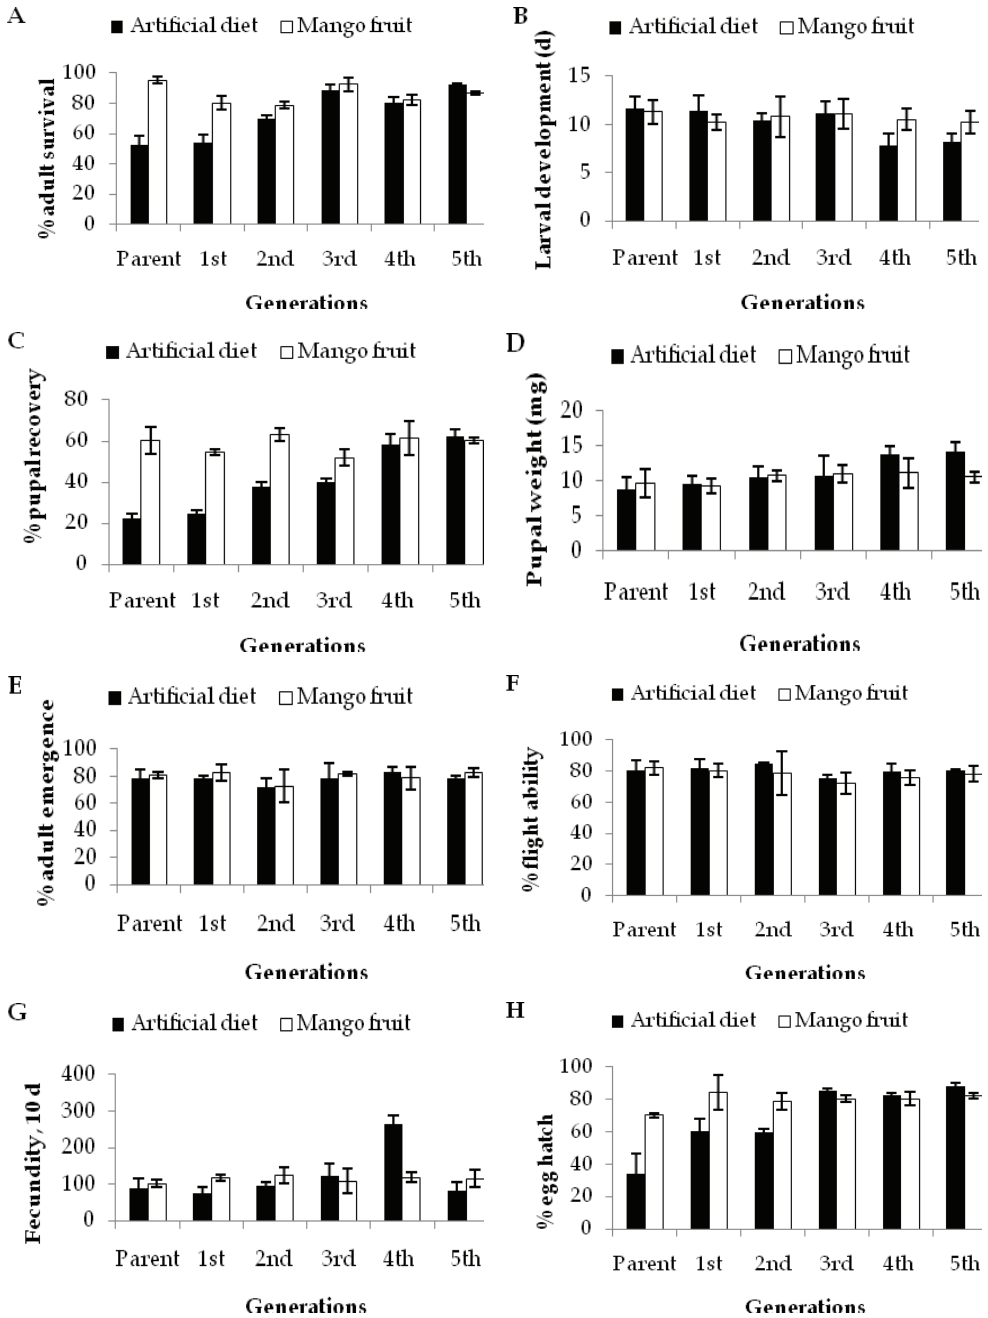 A
Artificial diet
Mango fruit
% adult survival
100
80
60
40
20
0
Parent 1st 2nd 3rd 4th 5th
Generations
B
Artificial diet
Mango fruit
Larval development (d)
15
10
5
0
Parent 1st 2nd 3rd 4th 5th
Generations
C
Artificial diet
Mango fruit
% pupal recovery
80
60
40
20
0
Parent 1st 2nd 3rd 4th 5th
Generations
D
Artificial diet
Mango fruit
Pupal weight (mg)
20
15
10
5
0
Parent 1st 2nd 3rd 4th 5th
Generations
E
Artificial diet
Mango fruit
% adult emergence
100
80
60
40
20
0
Parent 1st 2nd 3rd 4th 5th
Generations
F
Artificial diet
Mango fruit
% flight ability
100
80
60
40
20
0
Parent 1st 2nd 3rd 4th 5th
Generations
G
Artificial diet
Mango fruit
Fecundity, 10 d
400
300
200
100
0
Parent 1st 2nd 3rd 4th 5th
Generations
H
Artificial diet
Mango fruit
% egg hatch
100
80
60
40
20
0
Parent 1st 2nd 3rd 4th 5th
Generations